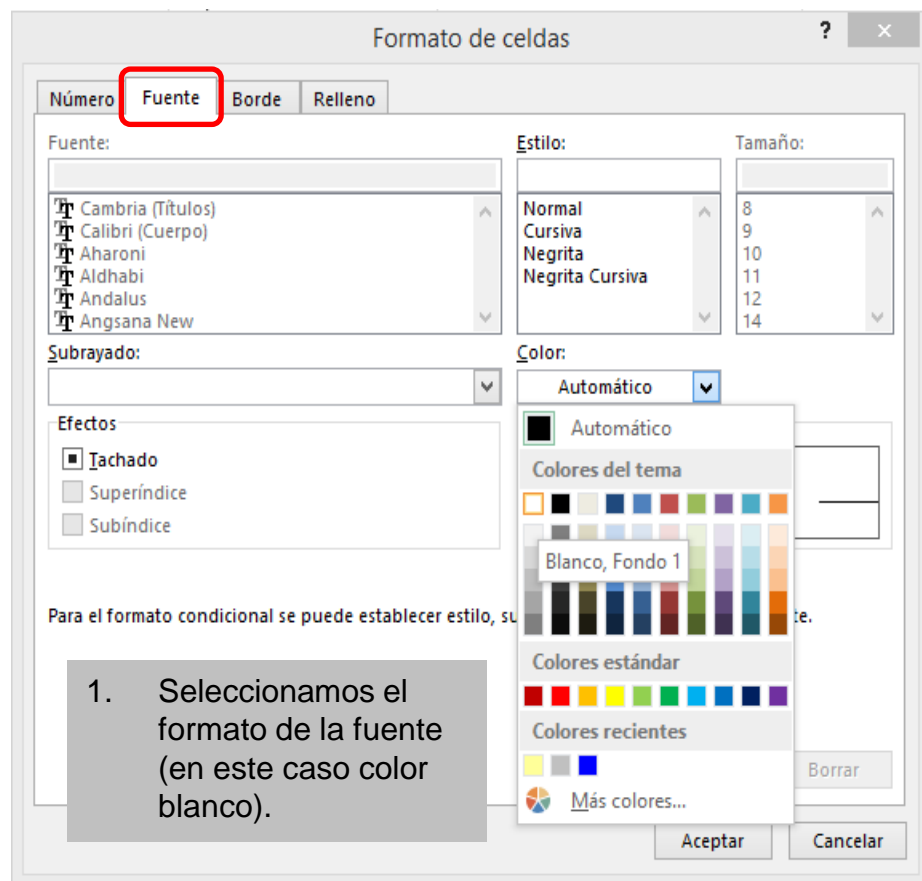 Formato de celdas
?
×
Número Fuente Borde Relleno
Fuente:
Cambria (Títulos)
Calibri (Cuerpo)
Aharoni
Aldhabi
Andalus
Angsana New
Estilo:
Normal
Cursiva
Negrita
Negrita Cursiva
Tamaño:
8
9
10
11
12
14
Subrayado:
Color:
Automático
Efectos
Tachado
Superíndice
Subíndice
Automático
Colores del tema
Blanco, Fondo 1
Colores estándar
Colores recientes
Más colores...
Para el formato condicional se puede establecer estilo, su te.
1. Seleccionamos el
formato de la fuente
(en este caso color
blanco).
Borrar
Aceptar Cancelar